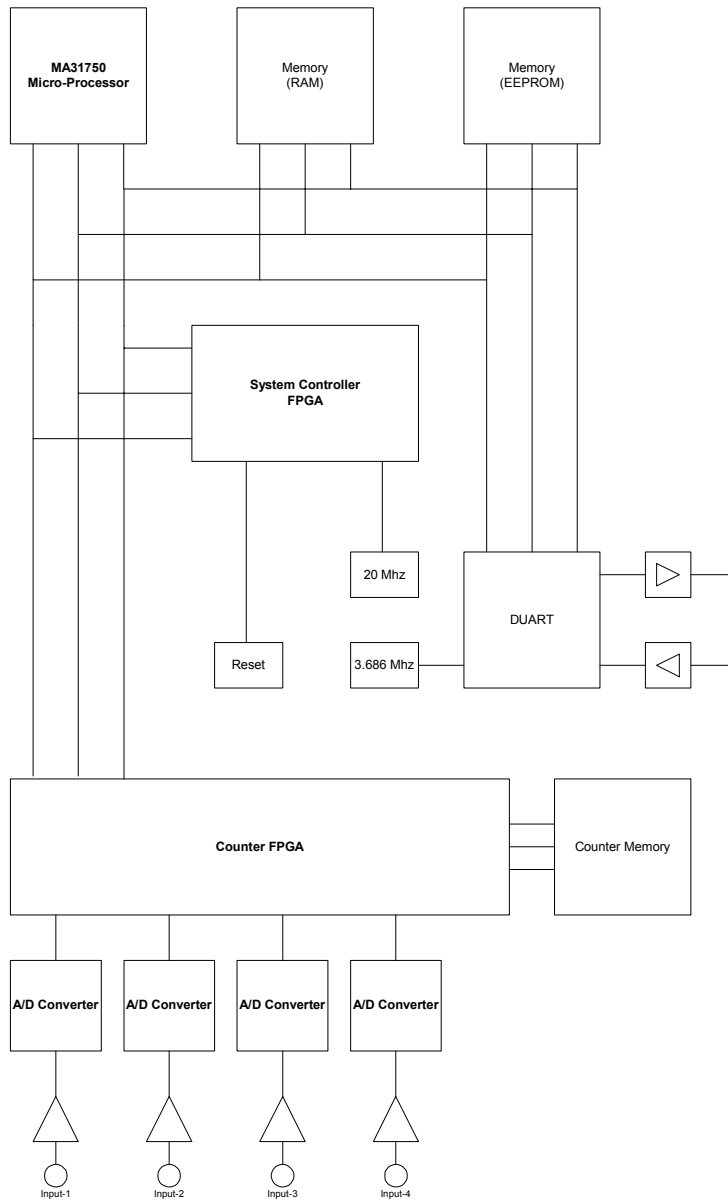 MA31750
Micro-Processor
Memory
(RAM)
Memory
(EEPROM)
System Controller
FPGA
20 Mhz
DUART
Reset
3.686 Mhz
Counter FPGA
Counter Memory
A/D Converter
A/D Converter
A/D Converter
A/D Converter
Input-1
Input-2
Input-3
Input-4